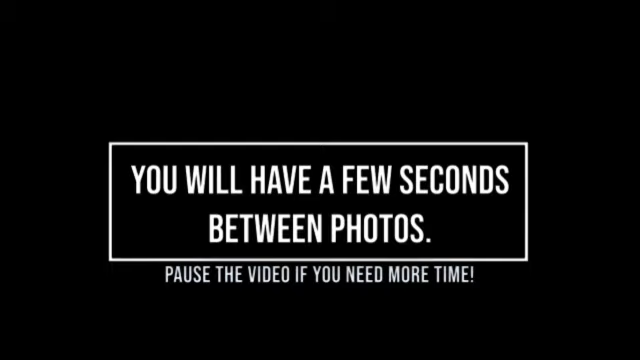 YOU WILL HAVE A FEW SECONDS
BETWEEN PHOTOS.
PAUSE THE VIDEO IF YOU NEED MORE TIME!